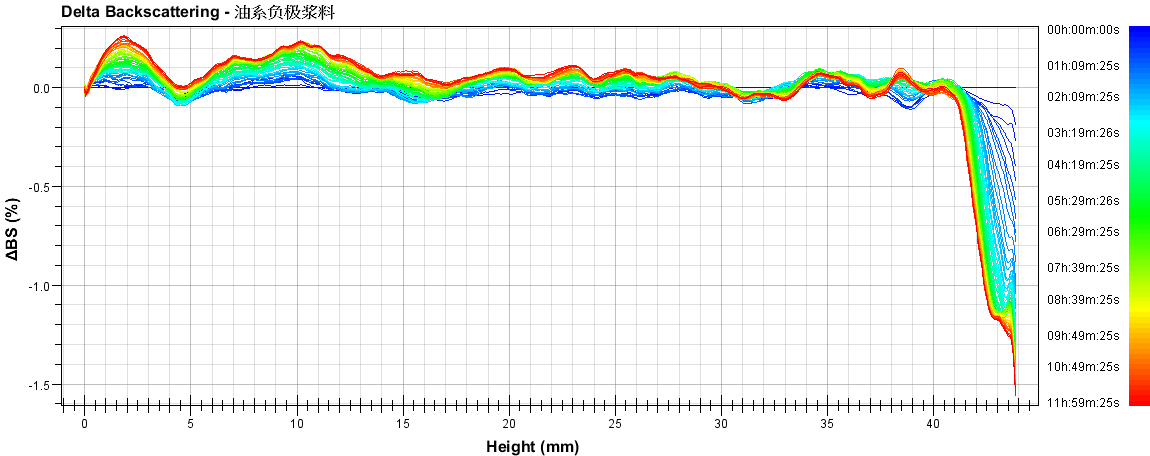 Delta Backscattering - 油系负极浆料
00h:00m:00s
01h:09m:25s
02h:09m:25s
03h:19m:26s
04h:19m:25s
05h:29m:26s
06h:29m:25s
07h:39m:25s
08h:39m:25s
09h:49m:25s
10h:49m:25s
11h:59m:25s
ΔBS (%)
0.0
-0.5
-1.0
-1.5
0 5 10 15 20 25 30 35 40
Height (mm)